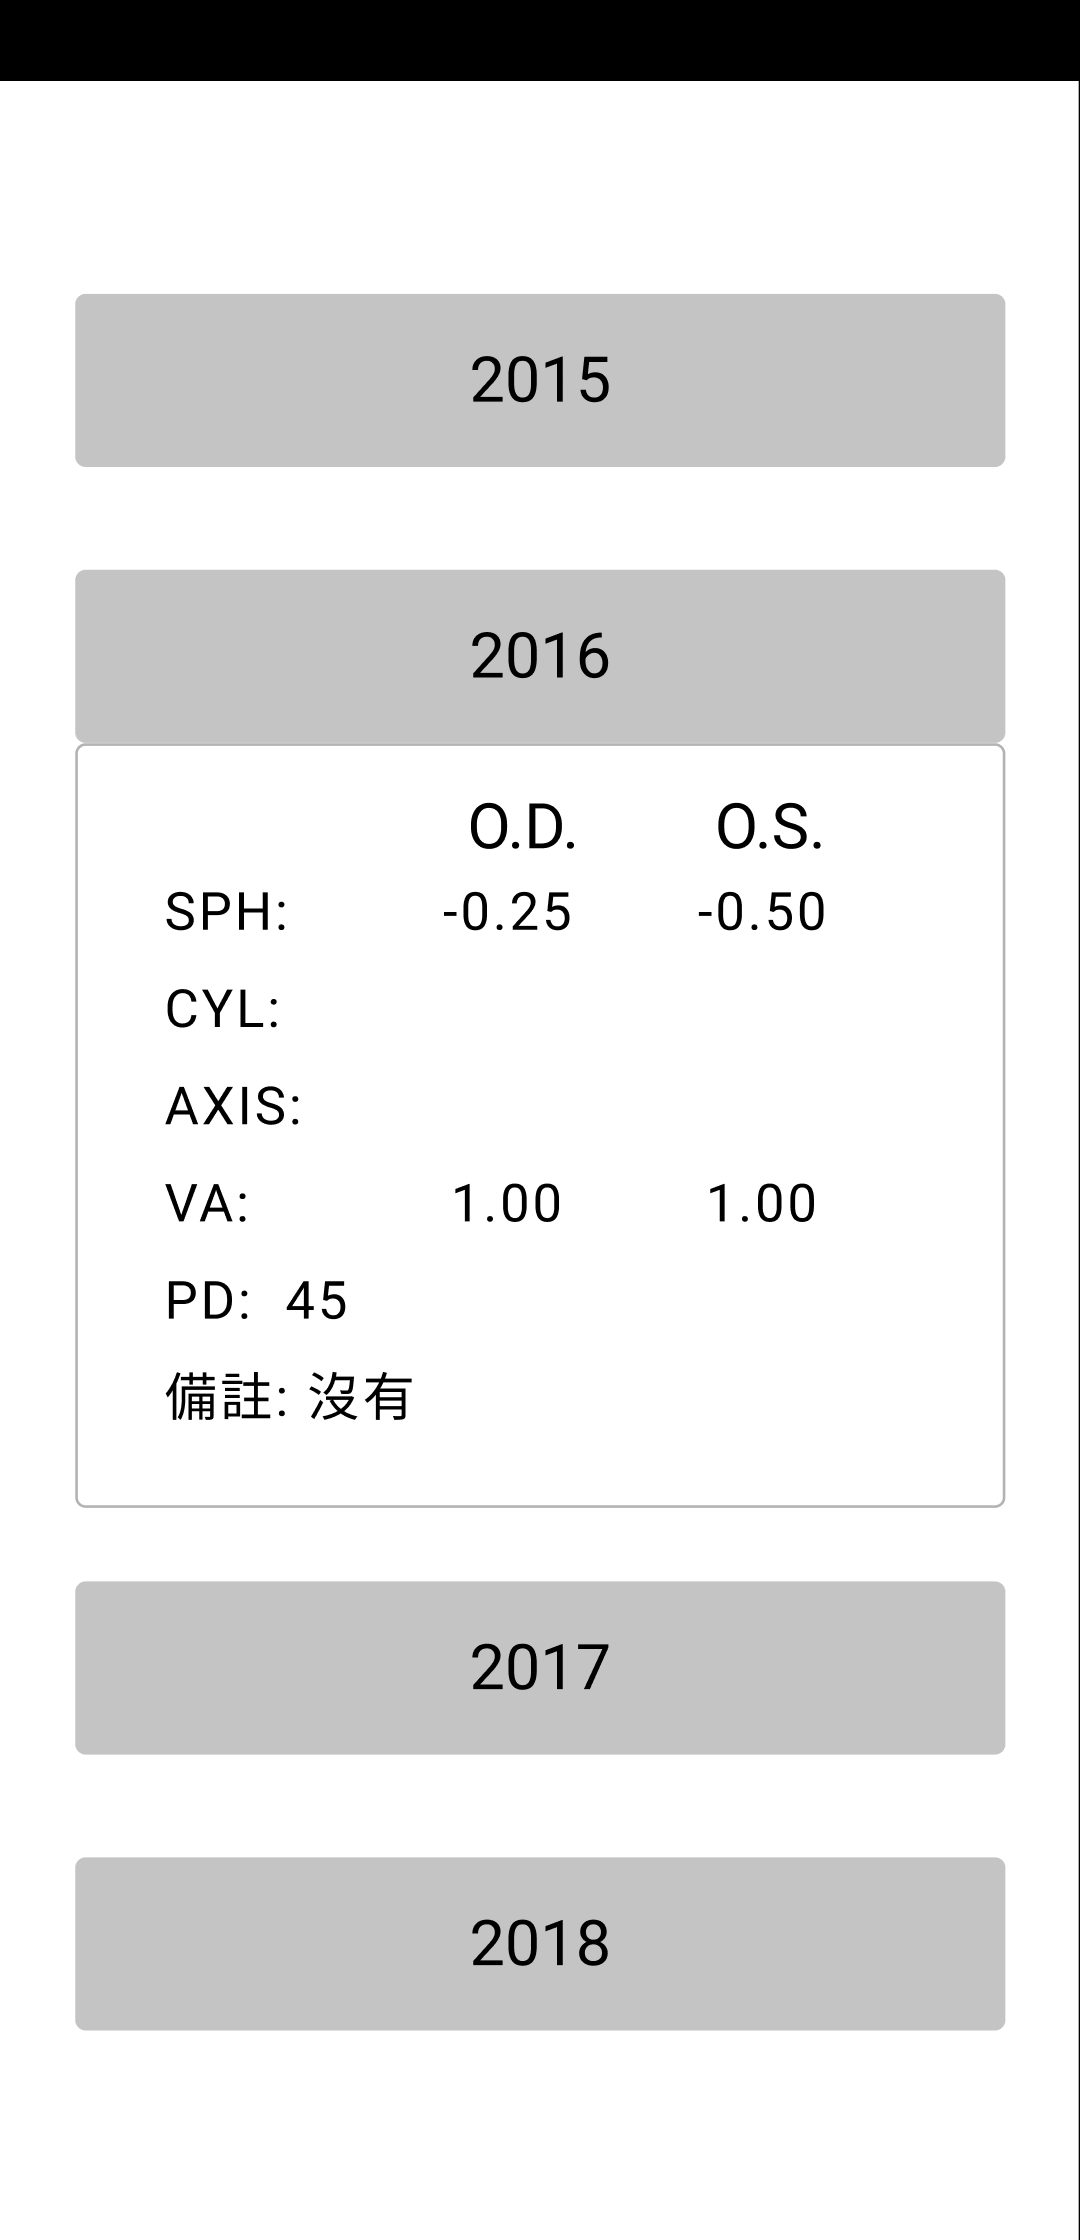 2015
2016
O.D. O.S.
SPH: -0.25 -0.50
CYL:
AXIS:
VA: 1.00 1.00
PD: 45
備註: 沒有
2017
2018